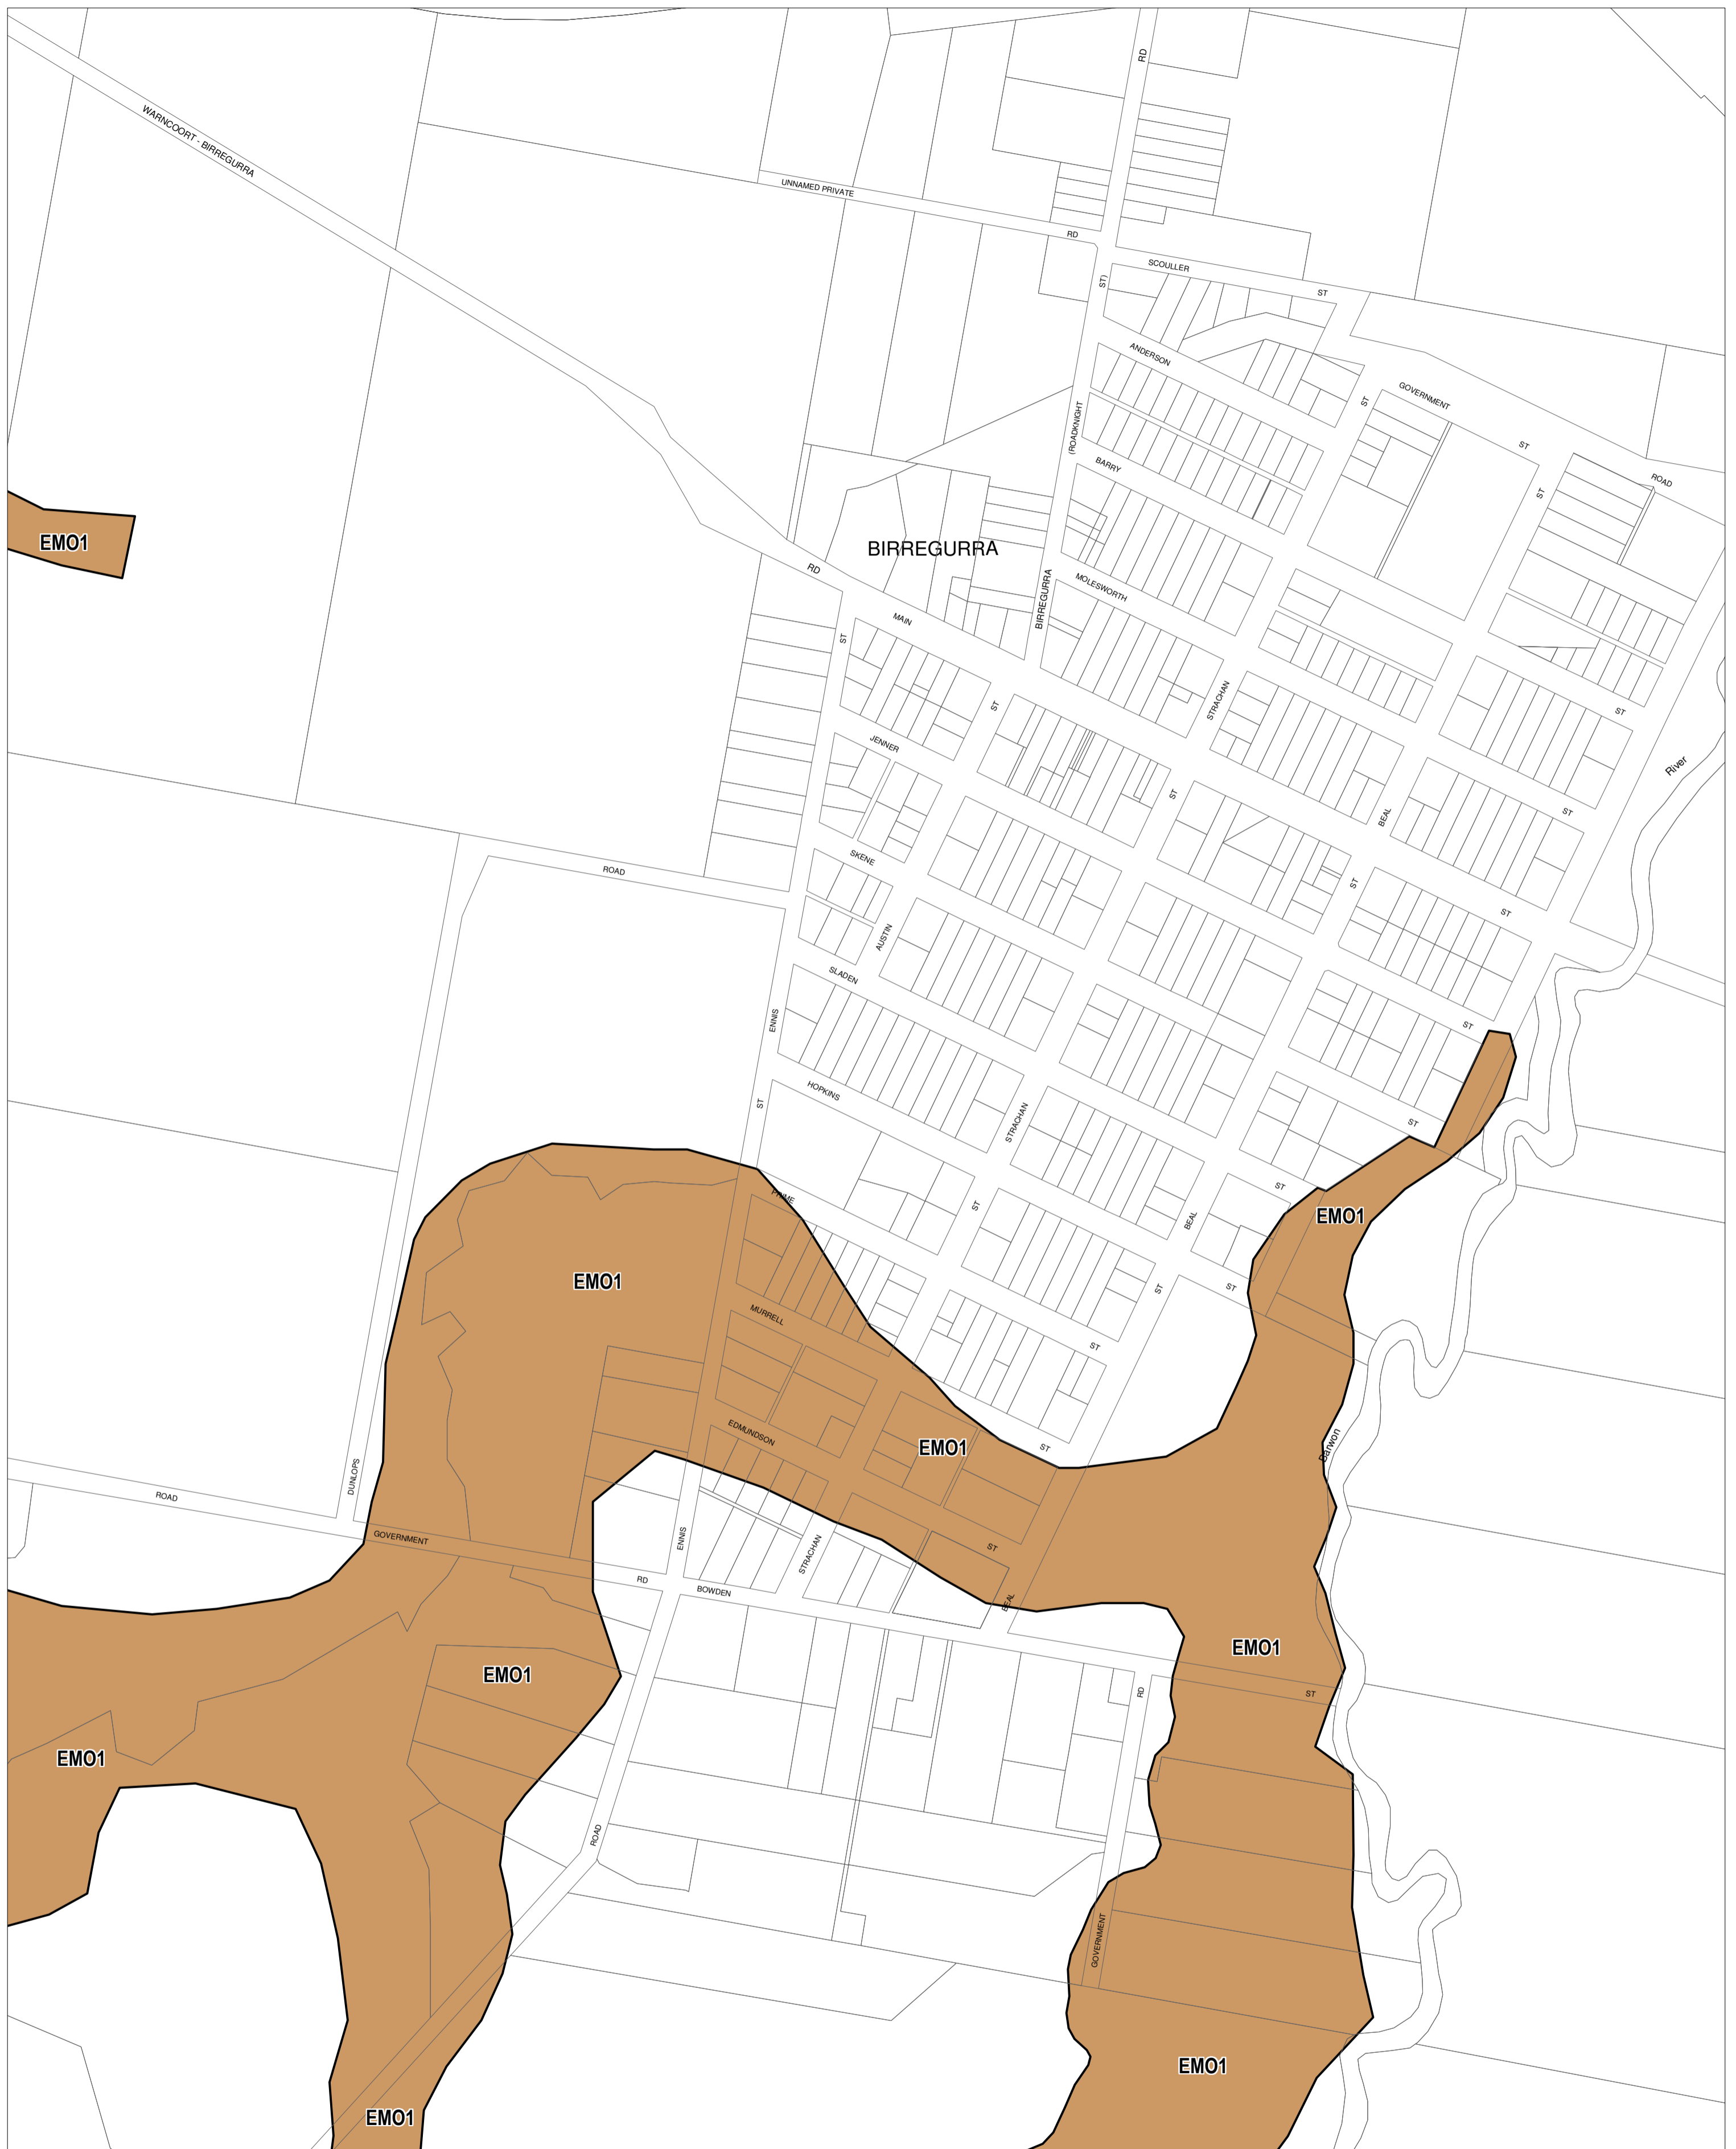 RD
WARNCOORT - BIRREGURRA
UNNAMED PRIVATE
RD
SCOULLER
ST)
ST
ANDERSON
GOVERNMENT
ST
(ROADKNIGHT
ST
BARRY
ROAD
ST
EMO1
BIRREGURRA
RD
MOLESWORTH
BIRREGURRA
MAIN
ST
STRACHAN
ST
ST
JENNER
River
ST
BEAL
ST
SKENE
ROAD
ST
ST
AUSTIN
SLADEN
ENNIS
ST
HOPKINS
ST
STRACHAN
ST
PRIME
ST
ST
BEAL
EMO1
EMO1
ST
ST
MURRELL
ST
EDMUNDSON
EMO1
ST
Darwon
DUNLOPS
ROAD
GOVERNMENT
ENNIS
STRACHAN
ST
RD
BOWDEN
BEAL
EMO1
EMO1
RD
ST
EMO1
ROAD
GOVERNMENT
EMO1
EMO1